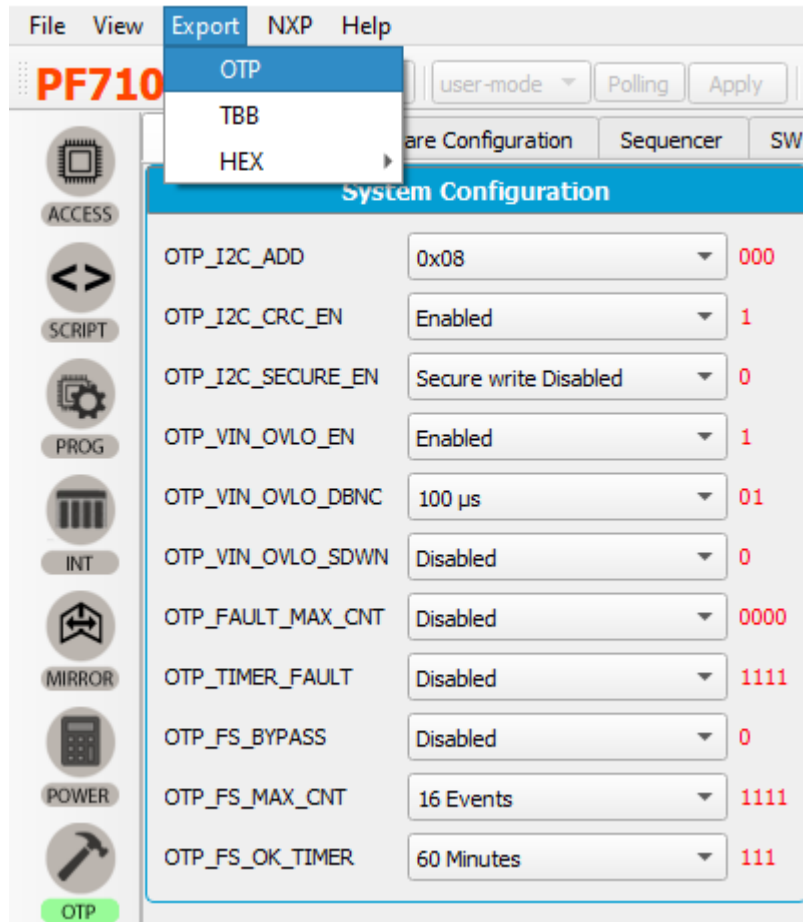 File View Export NXP Help
OTP
TBB
HEX
PF710
user-mode Polling Apply
are Configuration Sequencer SW
System Configuration
ACCESS
SCRIPT
PROG
INT
MIRROR
POWER
OTP
OTP_I2C_ADD 0x08 000
OTP_I2C_CRC_EN Enabled 1
OTP_I2C_SECURE_EN Secure write Disabled 0
OTP_VIN_OVLO_EN Enabled 1
OTP_VIN_OVLO_DBNC 100 µs 01
OTP_VIN_OVLO_SDWN Disabled 0
OTP_FAULT_MAX_CNT Disabled 0000
OTP_TIMER_FAULT Disabled 1111
OTP_FS_BYPASS Disabled 0
OTP_FS_MAX_CNT 16 Events 1111
OTP_FS_OK_TIMER 60 Minutes 111